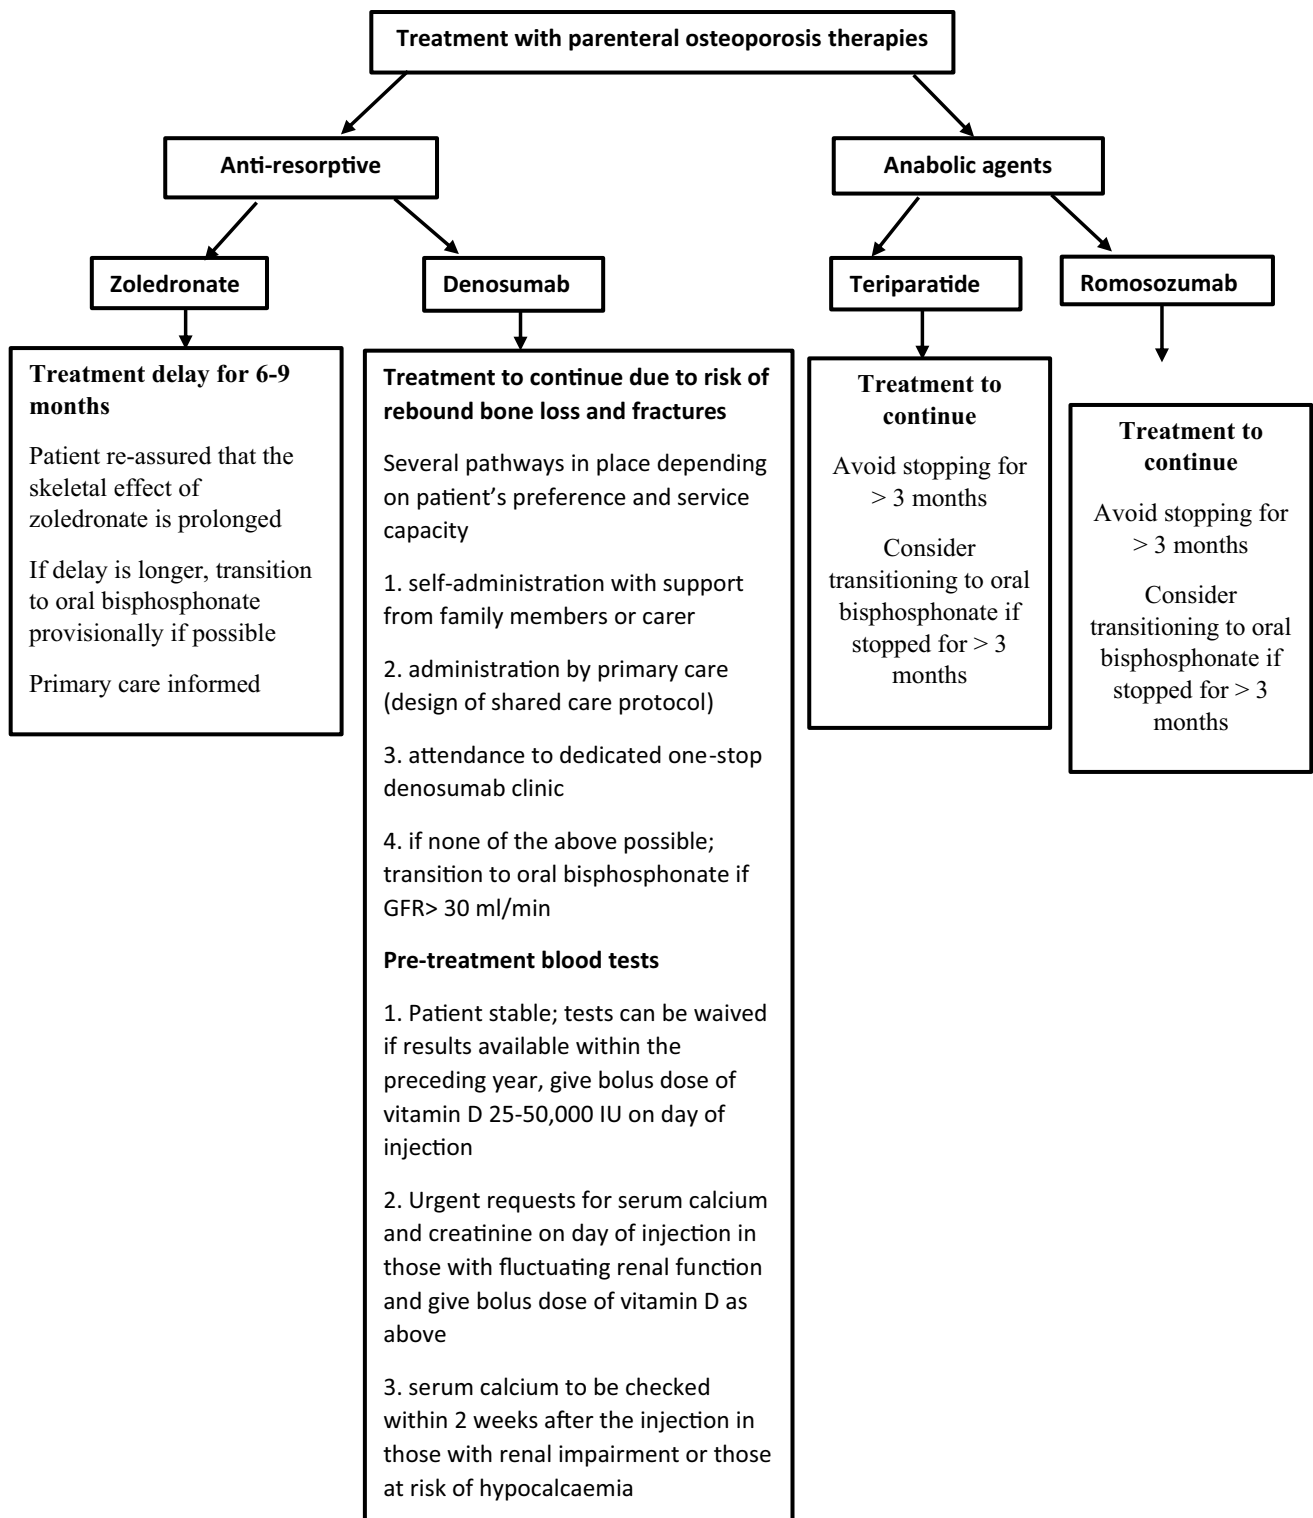 Treatment with parenteral osteoporosis therapies
Anti-resorptive
Anabolic agents
Zoledronate
Denosumab
Teriparatide
Romosozumab
Treatment delay for 6-9
months
Patient re-assured that the
skeletal effect of
zoledronate is prolonged
If delay is longer, transition
to oral bisphosphonate
provisionally if possible
Primary care informed
Treatment to continue due to risk of
rebound bone loss and fractures
Several pathways in place depending
on patient's preference and service
capacity
1. self-administration with support
from family members or carer
2. administration by primary care
(design of shared care protocol)
3. attendance to dedicated one-stop
denosumab clinic
4. if none of the above possible;
transition to oral bisphosphonate if
GFR> 30 ml/min
Pre-treatment blood tests
1. Patient stable; tests can be waived
if results available within the
preceding year, give bolus dose of
vitamin D 25-50,000 IU on day of
injection
2. Urgent requests for serum calcium
and creatinine on day of injection in
those with fluctuating renal function
and give bolus dose of vitamin D as
above
3. serum calcium to be checked
within 2 weeks after the injection in
those with renal impairment or those
at risk of hypocalcaemia
Treatment to
continue
Avoid stopping for
> 3 months
Consider
transitioning to oral
bisphosphonate if
stopped for > 3
months
Treatment to
continue
Avoid stopping for
> 3 months
Consider
transitioning to oral
bisphosphonate if
stopped for > 3
months